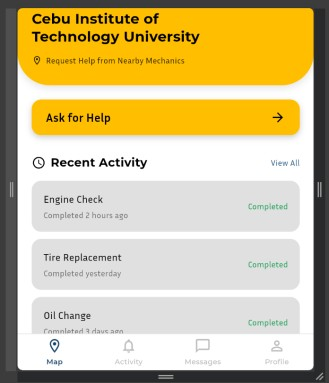 Cebu Institute of
Technology University
Request Help from Nearby Mechanics
Ask for Help
Recent Activity
View All
Engine Check
Completed 2 hours ago
Completed
Tire Replacement
Completed yesterday
Completed
Oil Change
Completed 3 days ago
Completed
Map
Activity
Messages
Profile